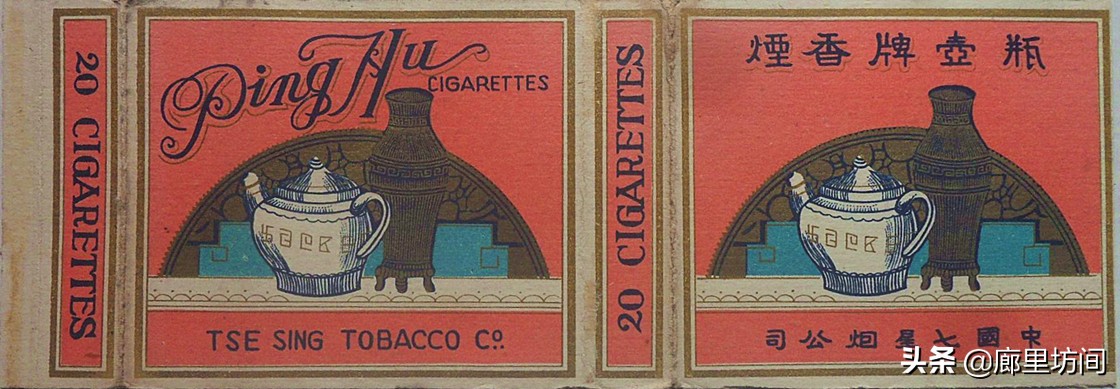 20 CIGARETTES
Ping Hu
CIGARETTES
TSE SING TOBACCO Cº.
20 CIGARETTES
瓶壺牌香煙
中國七星烟公司
头条 @廊里坊间